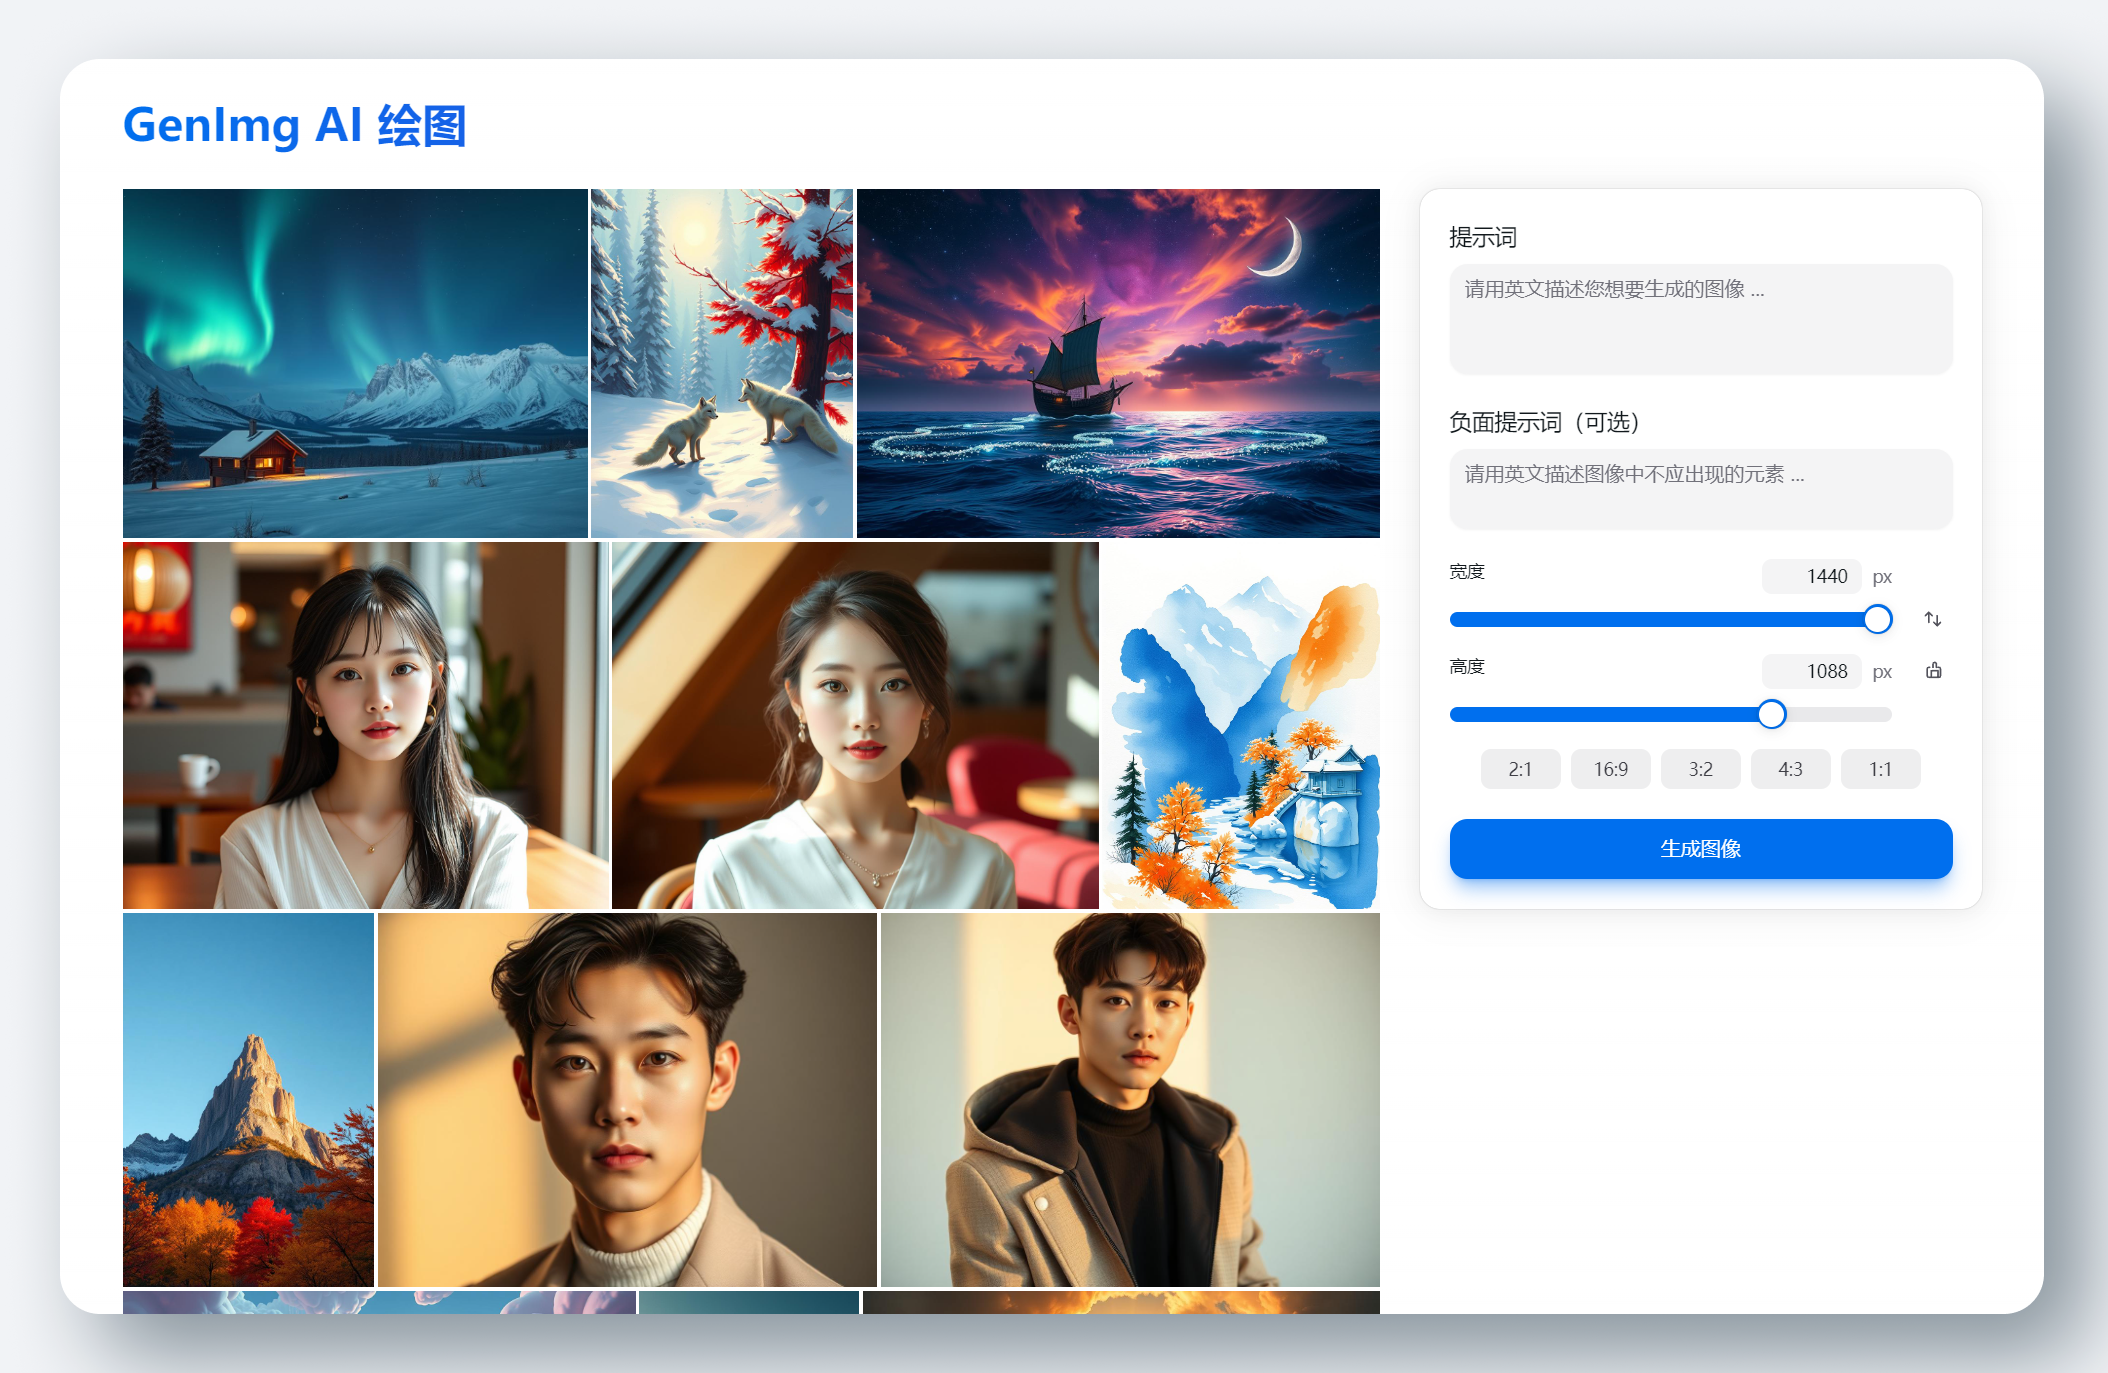 GenImg AI 绘图
提示词
请用英文描述您想要生成的图像 ...
负面提示词（可选）
请用英文描述图像中不应出现的元素 ...
宽度
1440 px
高度
1088 px
2:1 16:9 3:2 4:3 1:1
生成图像